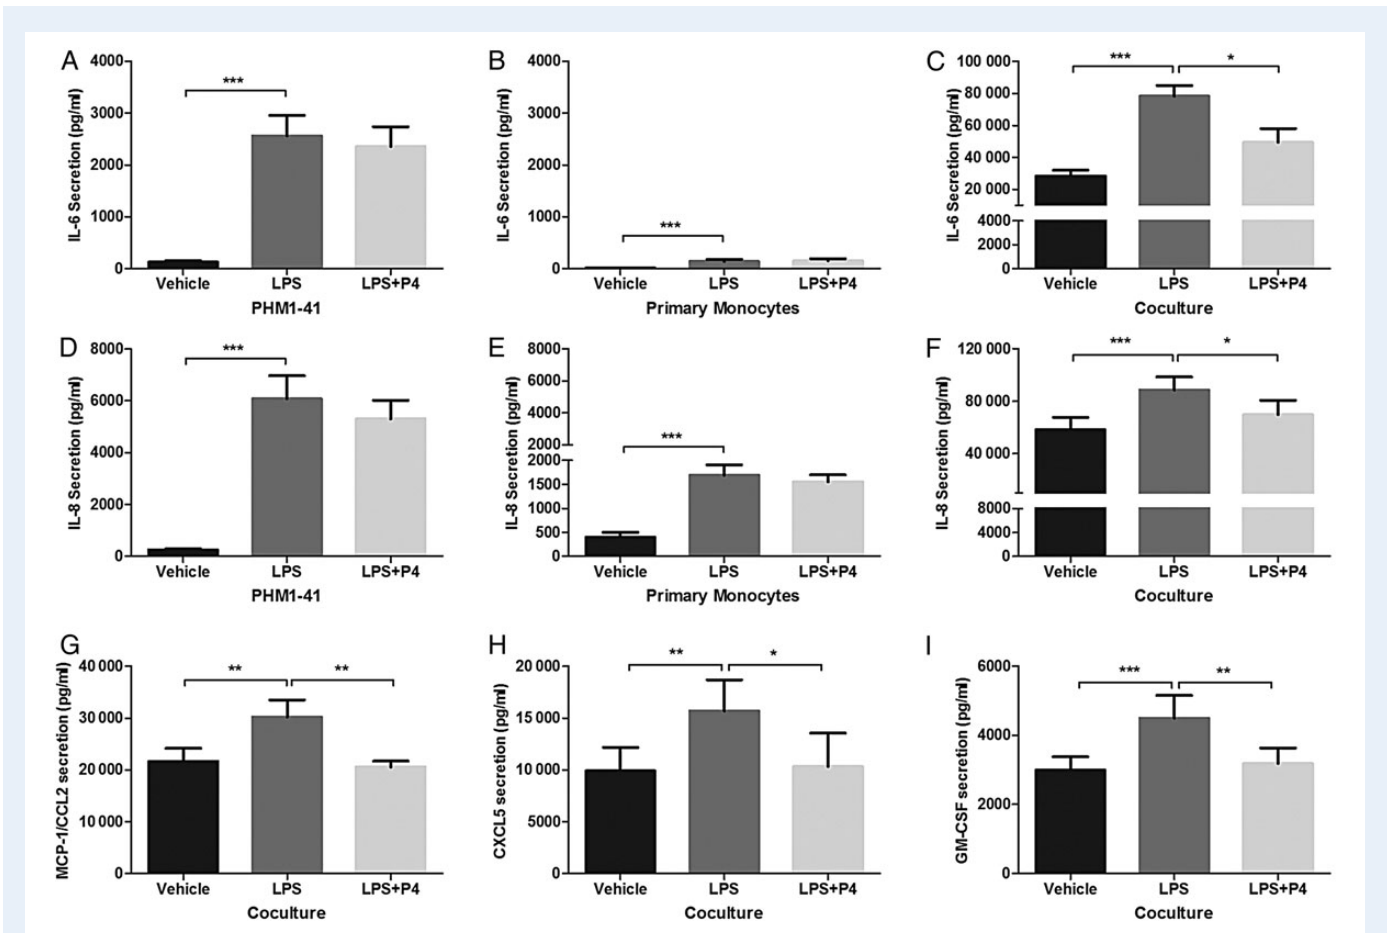 A
IL-6 Secretion (pg/ml)
4000
3000
2000
1000
0
***
Vehicle LPS LPS+P4
PHM1-41
B
IL-6 Secretion (pg/ml)
4000
3000
2000
1000
0
***
Vehicle LPS LPS+P4
Primary Monocytes
C
IL-6 Secretion (pg/ml)
100 000
80 000
60 000
40 000
20 000
4000
2000
0
*** *
Vehicle LPS LPS+P4
Coculture
D
IL-8 Secretion (pg/ml)
8000
6000
4000
2000
0
***
Vehicle LPS LPS+P4
PHM1-41
E
IL-8 Secretion (pg/ml)
8000
6000
4000
2000
2000
1500
1000
500
0
***
Vehicle LPS LPS+P4
Primary Monocytes
F
IL-8 Secretion (pg/ml)
120 000
80 000
40 000
8000
4000
0
*** *
Vehicle LPS LPS+P4
Coculture
G
MCP-1/CCL2 secretion (pg/ml)
40 000
30 000
20 000
10 000
0
** **
Vehicle LPS LPS+P4
Coculture
H
CXCL5 secretion (pg/ml)
20 000
15 000
10 000
5000
0
** *
Vehicle LPS LPS+P4
Coculture
I
GM-CSF secretion (pg/ml)
6000
4000
2000
0
*** **
Vehicle LPS LPS+P4
Coculture